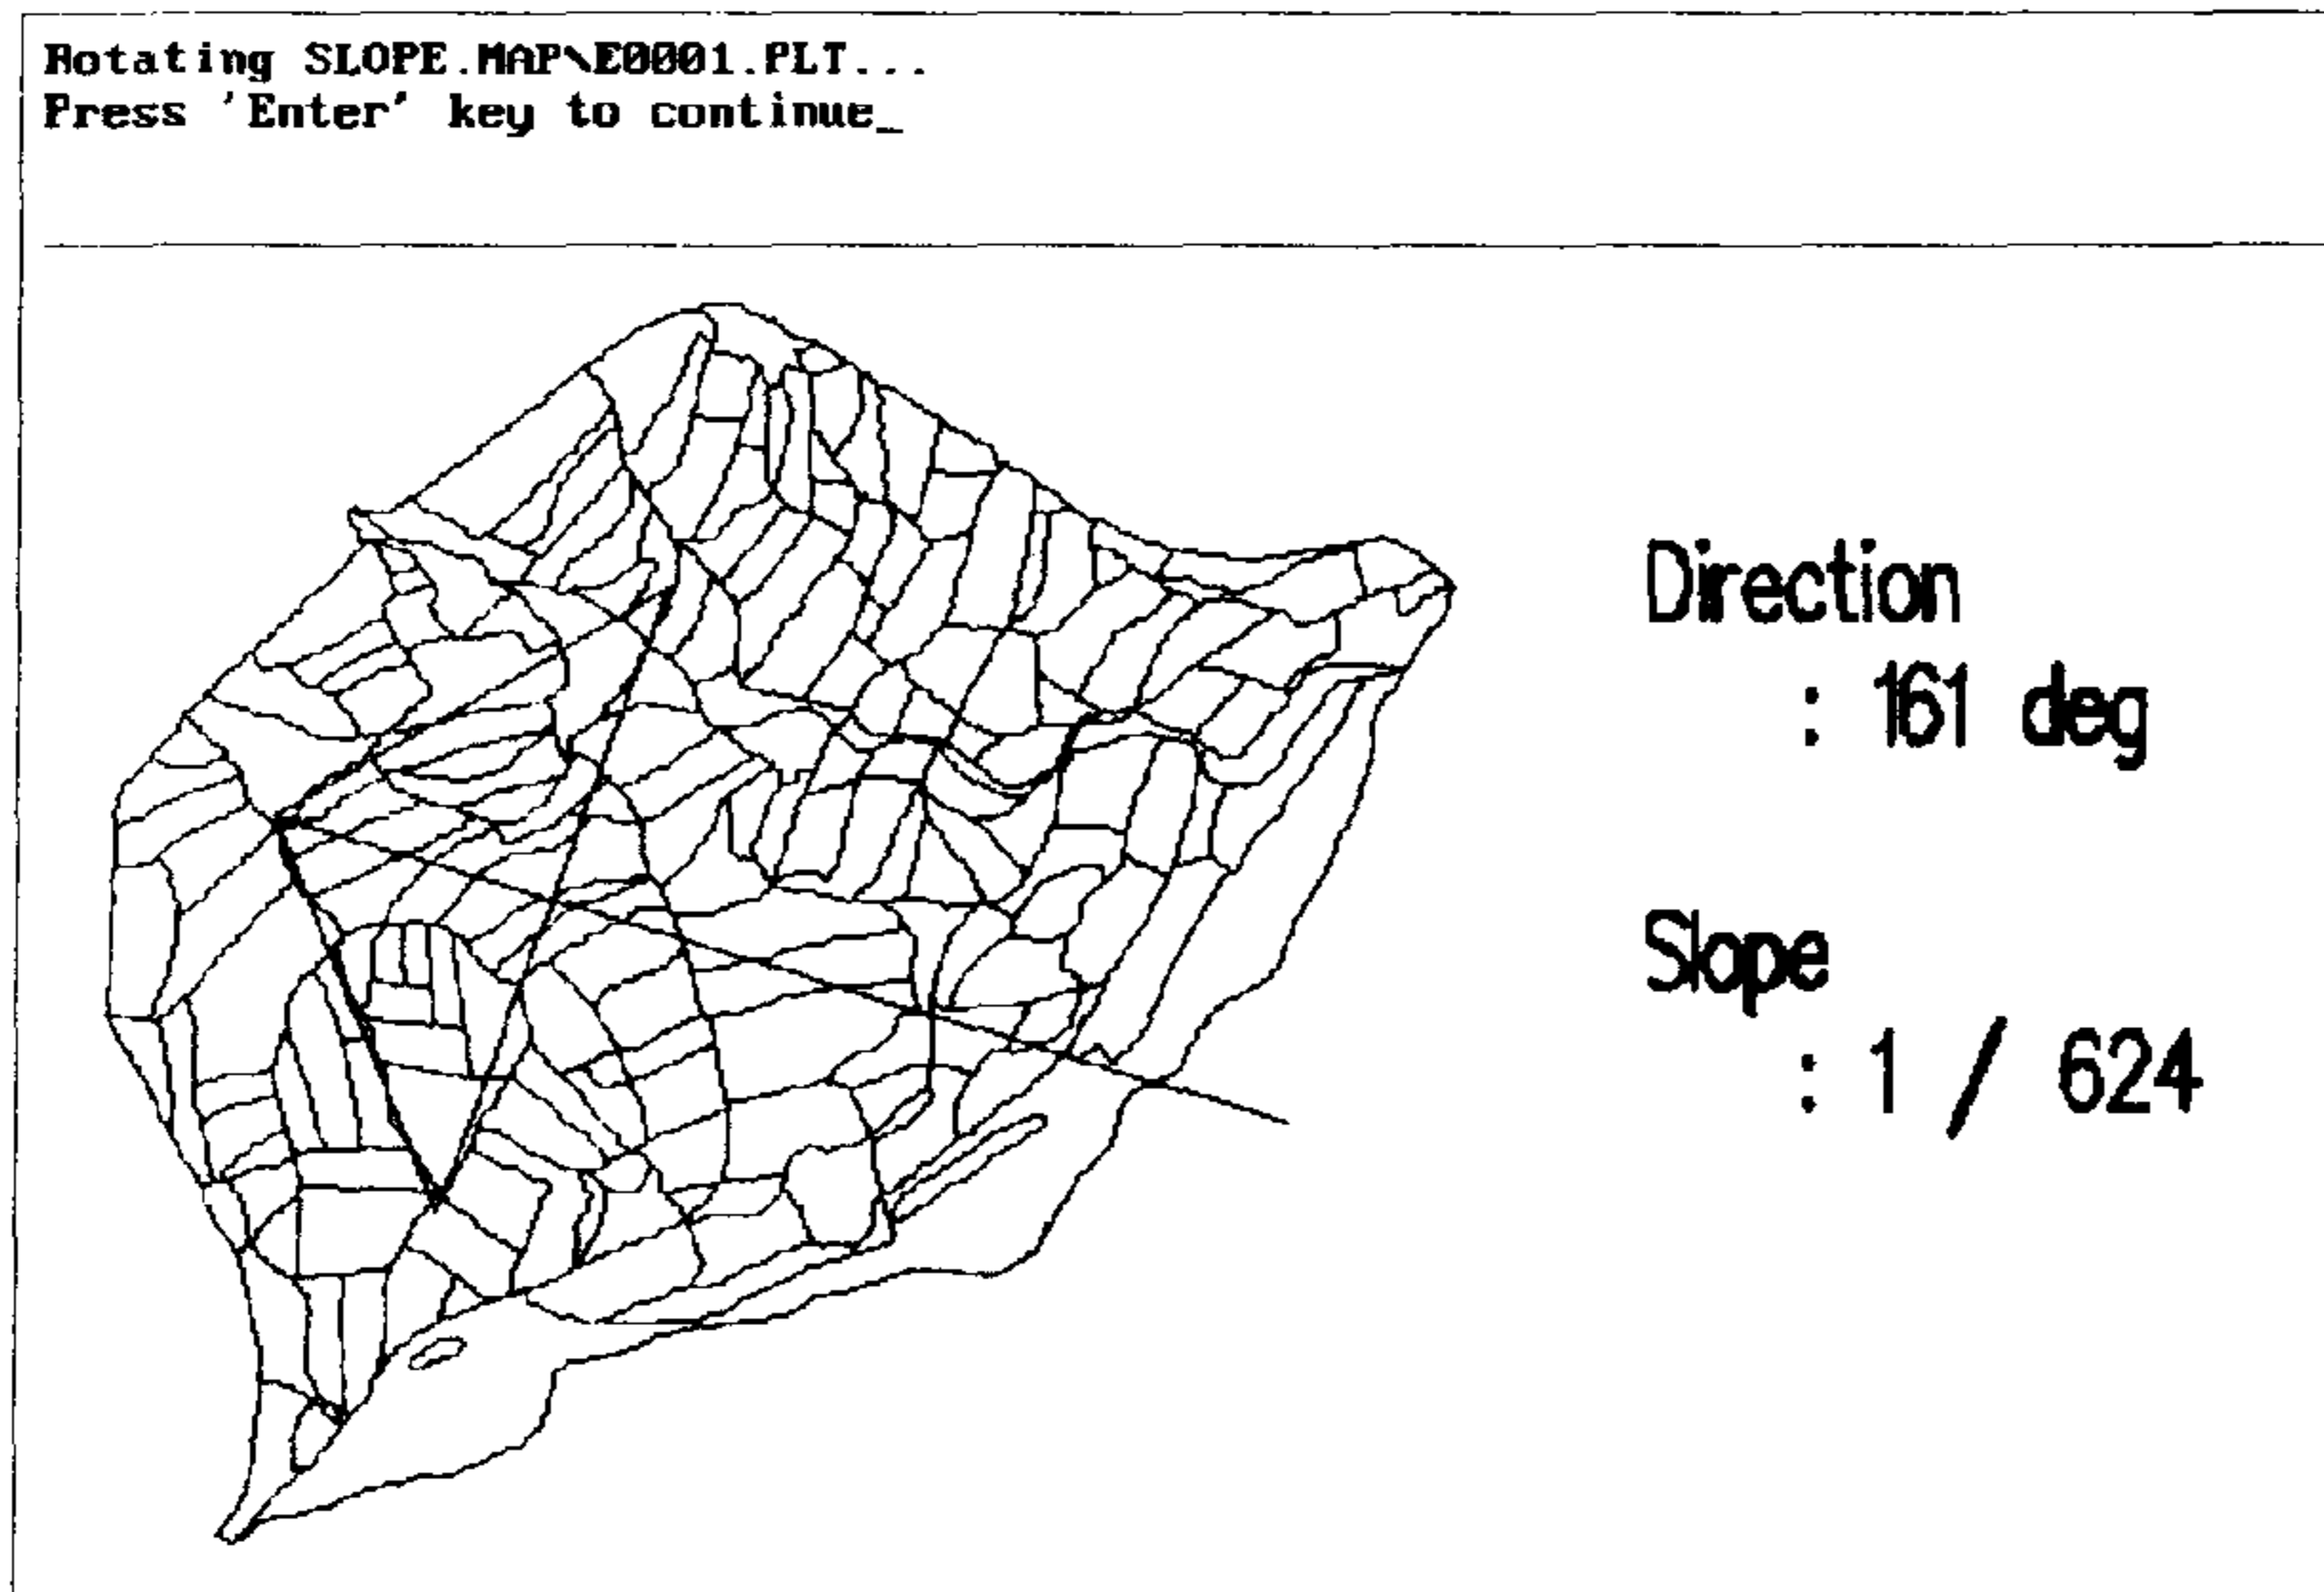 Rotating SLOPE.MAP\E0001.PLT...
Press 'Enter' key to continue_
Direction
: 161 deg
Slope
: 1 / 624